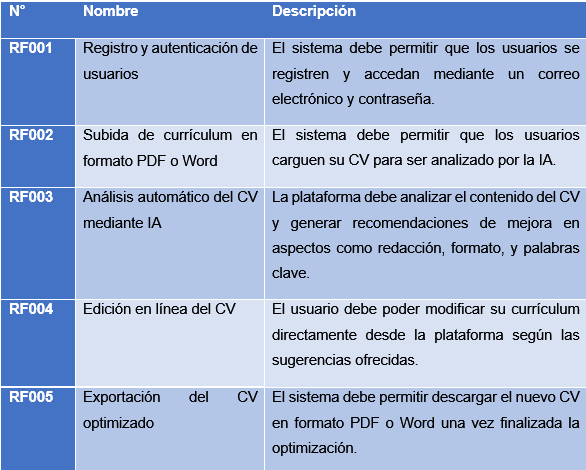 N° Nombre Descripción
RF001 Registro y autenticación de El sistema debe permitir que los usuarios se
usuarios registren y accedan mediante un correo
electrónico y contraseña.
RF002 Subida de currículum en El sistema debe permitir que los usuarios
formato PDF o Word carguen su CV para ser analizado por la IA.
RF003 Análisis automático del CV La plataforma debe analizar el contenido del CV
mediante IA y generar recomendaciones de mejora en
aspectos como redacción, formato, y palabras
clave.
RF004 Edición en línea del CV El usuario debe poder modificar su currículum
directamente desde la plataforma según las
sugerencias ofrecidas.
RF005 Exportación del CV El sistema debe permitir descargar el nuevo CV
optimizado en formato PDF o Word una vez finalizada la
optimización.